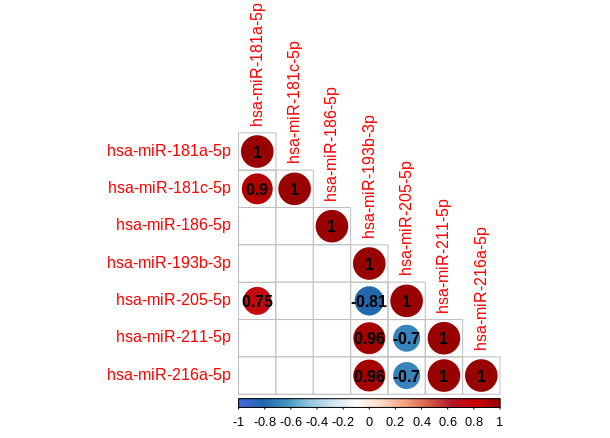 hsa-miR-181a-5p
hsa-miR-181c-5p
hsa-miR-186-5p
hsa-miR-193b-3p
hsa-miR-205-5p
hsa-miR-211-5p
hsa-miR-216a-5p
hsa-miR-181a-5p 1
hsa-miR-181c-5p 0.9 1
hsa-miR-186-5p 1
hsa-miR-193b-3p 1
hsa-miR-205-5p 0.75 -0.81 1
hsa-miR-211-5p 0.96 -0.7 1
hsa-miR-216a-5p 0.96 -0.7 1 1
-1 -0.8 -0.6 -0.4 -0.2 0 0.2 0.4 0.6 0.8 1